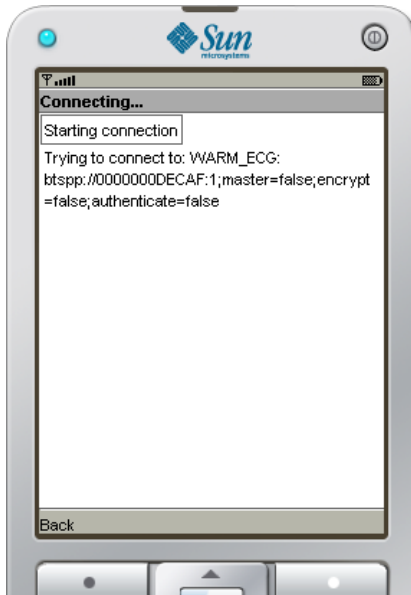 Sun
microsystems
Connecting...
Starting connection
Trying to connect to: WARM_ECG:
btspp://0000000DECAF:1;master=false;encrypt
=false;authenticate=false
Back